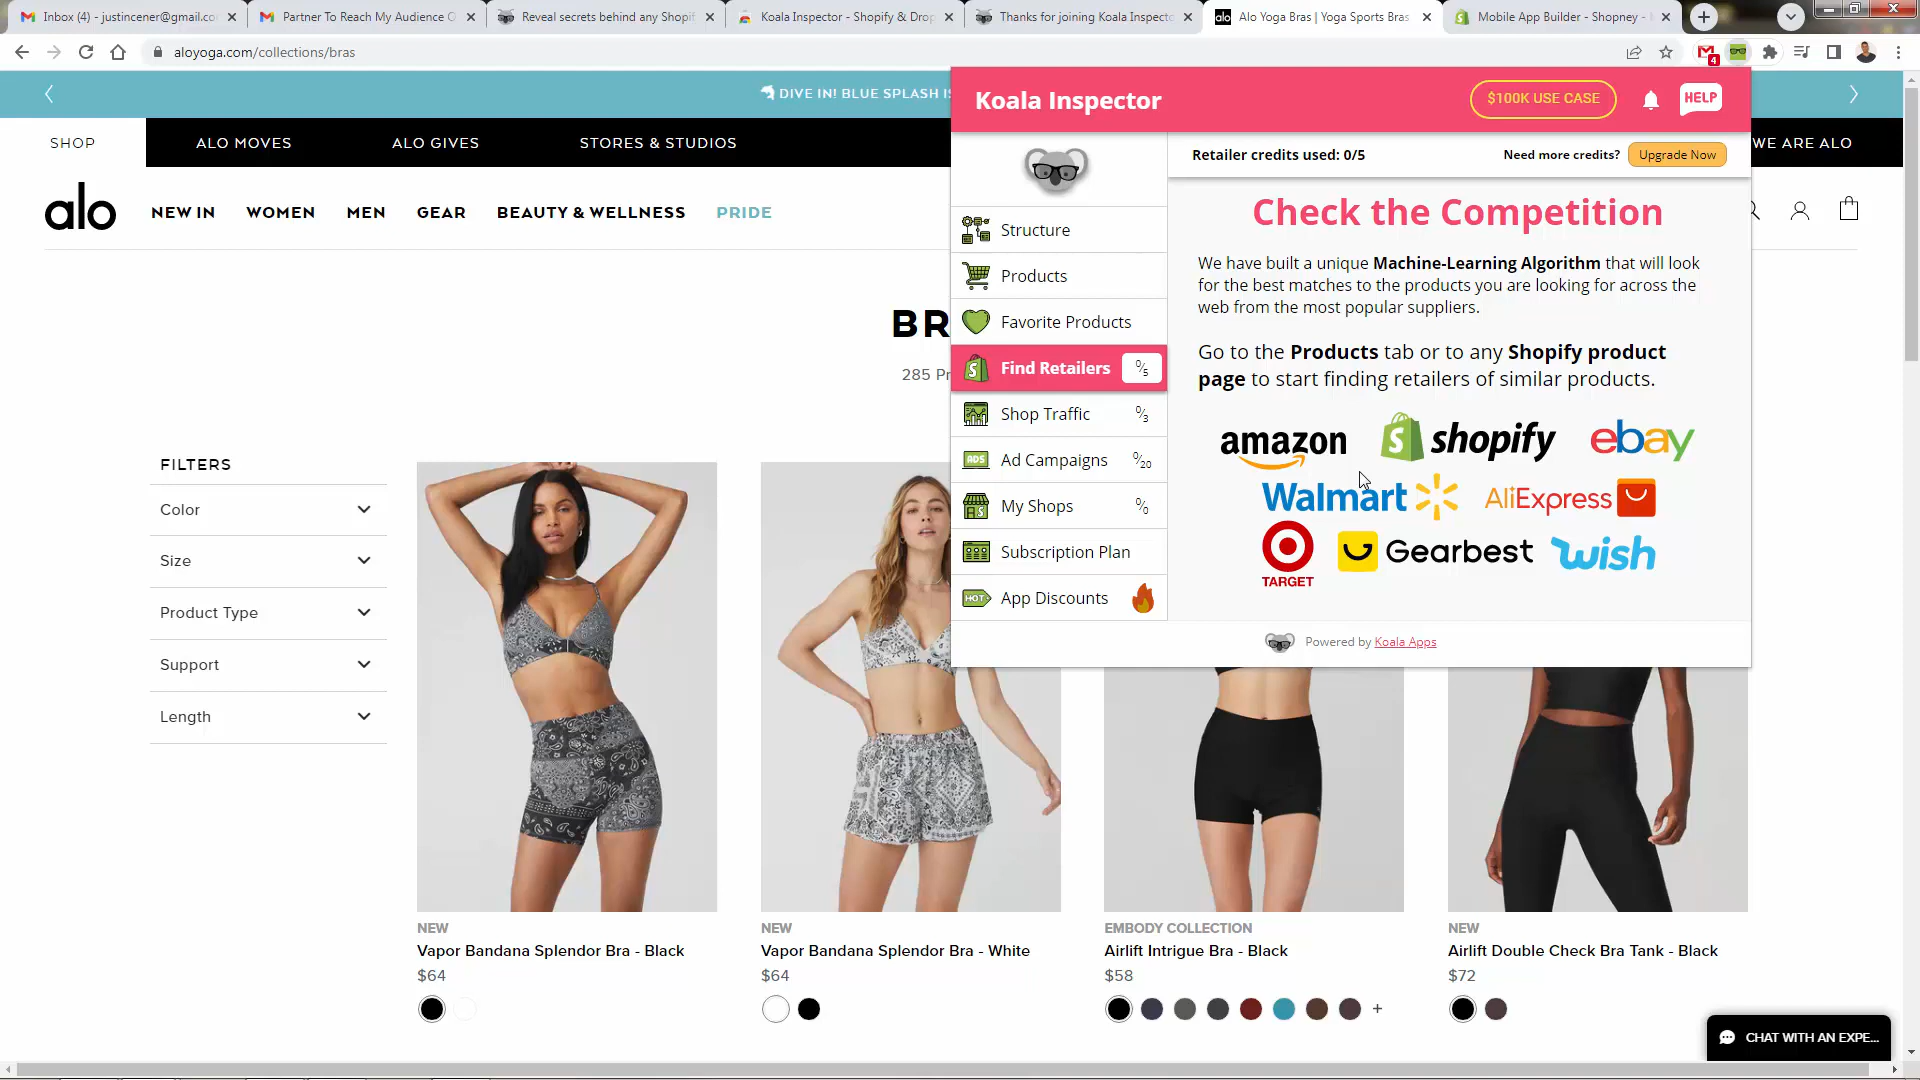 Inbox (4) - justincener@gmail.co
Partner To Reach My Audience O
Reveal secrets behind any Shopif
Koala Inspector - Shopify & Drop
Thanks for joining Koala Inspecto
Alo Yoga Bras | Yoga Sports Bras
Mobile App Builder - Shopney -
aloyoga.com/collections/bras
4
DIVE IN! BLUE SPLASH IS
SHOP
ALO MOVES
ALO GIVES
STORES & STUDIOS
WE ARE ALO
alo
NEW IN
WOMEN
MEN
GEAR
BEAUTY & WELLNESS
PRIDE
Koala Inspector
$100K USE CASE
HELP
Retailer credits used: 0/5
Need more credits?
Upgrade Now
Structure
Products
Favorite Products
Find Retailers 0/5
Shop Traffic 0/3
Ad Campaigns 0/20
My Shops 0/0
Subscription Plan
App Discounts
Check the Competition
We have built a unique Machine-Learning Algorithm that will look
for the best matches to the products you are looking for across the
web from the most popular suppliers.
Go to the Products tab or to any Shopify product
page to start finding retailers of similar products.
amazon
shopify
ebay
Walmart
AliExpress
TARGET
Gearbest
wish
Powered by Koala Apps
BR
285 Pr
FILTERS
Color
Size
Product Type
Support
Length
NEW
Vapor Bandana Splendor Bra - Black
$64
NEW
Vapor Bandana Splendor Bra - White
$64
EMBODY COLLECTION
Airlift Intrigue Bra - Black
$58
+
NEW
Airlift Double Check Bra Tank - Black
$72
CHAT WITH AN EXPE...